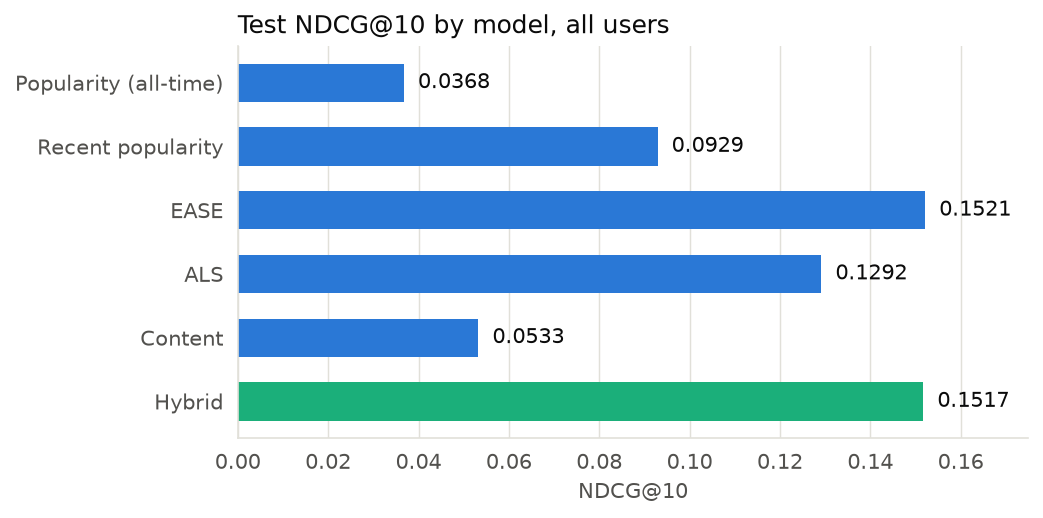 Test NDCG@10 by model, all users
Popularity (all-time) 0.0368
Recent popularity 0.0929
EASE 0.1521
ALS 0.1292
Content 0.0533
Hybrid 0.1517
0.00 0.02 0.04 0.06 0.08 0.10 0.12 0.14 0.16
NDCG@10